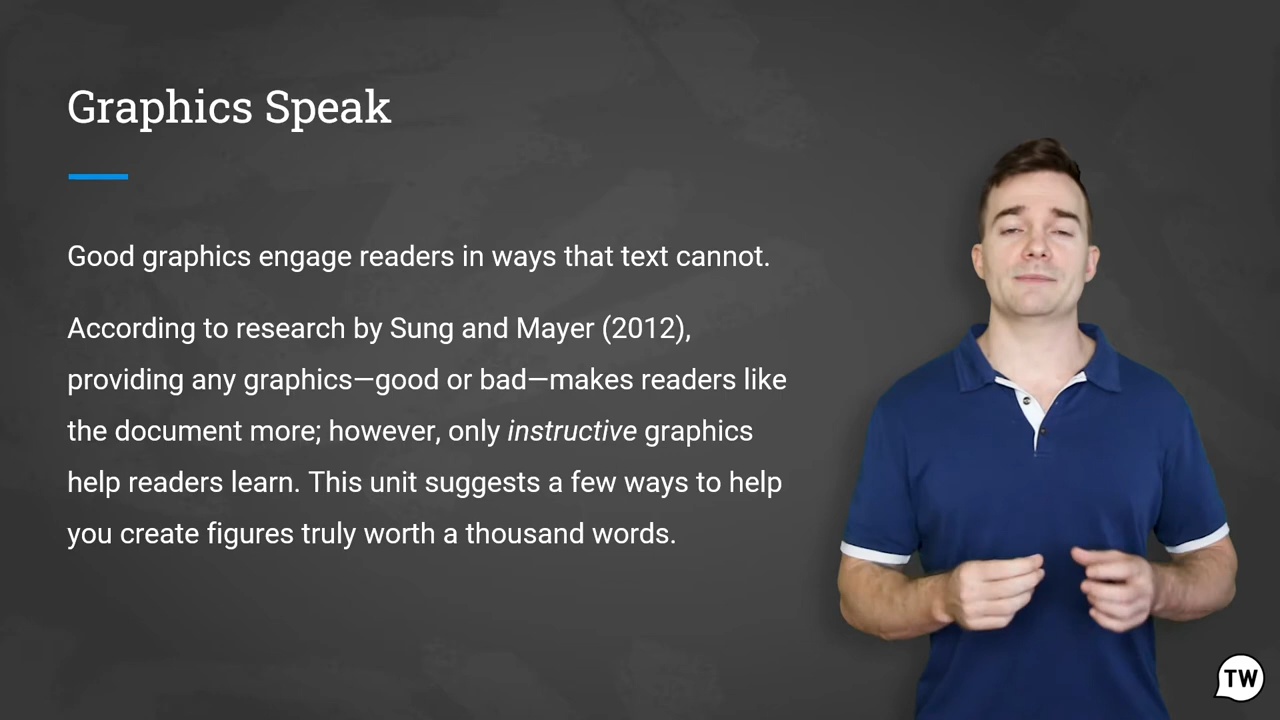 Graphics Speak
Good graphics engage readers in ways that text cannot.
According to research by Sung and Mayer (2012),
providing any graphics—good or bad—makes readers like
the document more; however, only instructive graphics
help readers learn. This unit suggests a few ways to help
you create figures truly worth a thousand words.
TW